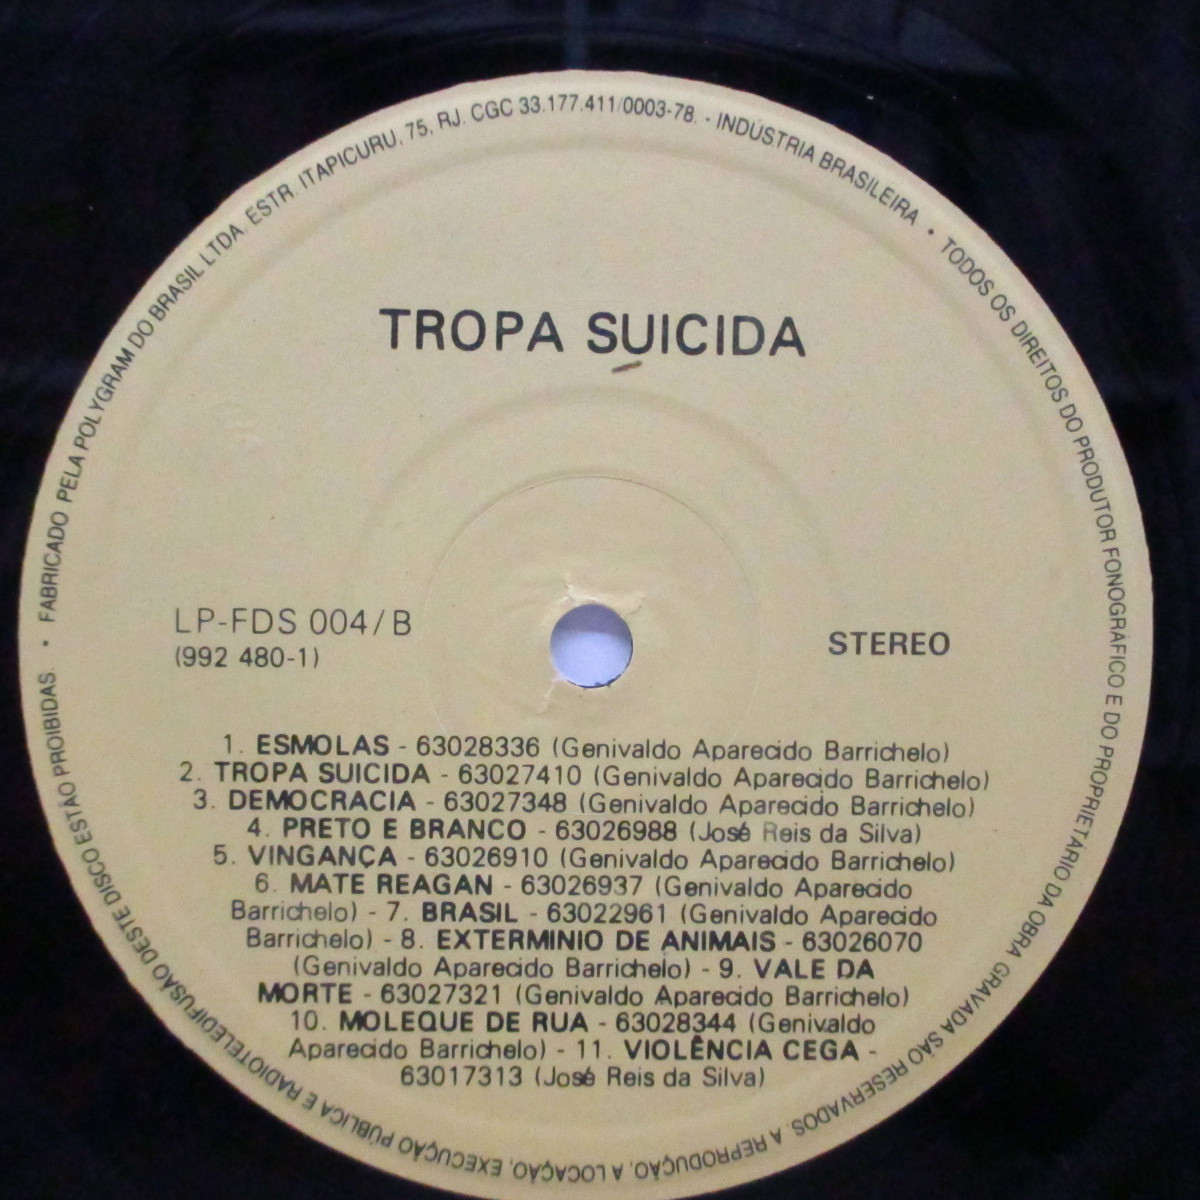 • FABRICADO PELA POLYGRAM DO BRASIL LTDA. ESTR. ITAPICURU, 75, RJ. CGC 33.177.411/0003-78. - INDÚSTRIA BRASILEIRA • TODOS OS DIREITOS DO PRODUTOR FONOGRÁFICO E DO PROPRIETÁRIO DA OBRA GRAVADA SÃO RESERVADOS. A REPRODUÇÃO, A LOCAÇÃO, EXECUÇÃO PÚBLICA E RADIOTELEDIFUSÃO DESTE DISCO ESTÃO PROIBIDAS.
TROPA SUICIDA
LP-FDS 004/B
(992 480-1)
STEREO
1. ESMOLAS - 63028336 (Genivaldo Aparecido Barrichelo)
2. TROPA SUICIDA - 63027410 (Genivaldo Aparecido Barrichelo)
3. DEMOCRACIA - 63027348 (Genivaldo Aparecido Barrichelo)
4. PRETO E BRANCO - 63026988 (José Reis da Silva)
5. VINGANÇA - 63026910 (Genivaldo Aparecido Barrichelo)
6. MATE REAGAN - 63026937 (Genivaldo Aparecido
Barrichelo) - 7. BRASIL - 63022961 (Genivaldo Aparecido
Barrichelo) - 8. EXTERMINIO DE ANIMAIS - 63026070
(Genivaldo Aparecido Barrichelo) - 9. VALE DA
MORTE - 63027321 (Genivaldo Aparecido Barrichelo)
10. MOLEQUE DE RUA - 63028344 (Genivaldo
Aparecido Barrichelo) - 11. VIOLÊNCIA CEGA -
63017313 (José Reis da Silva)